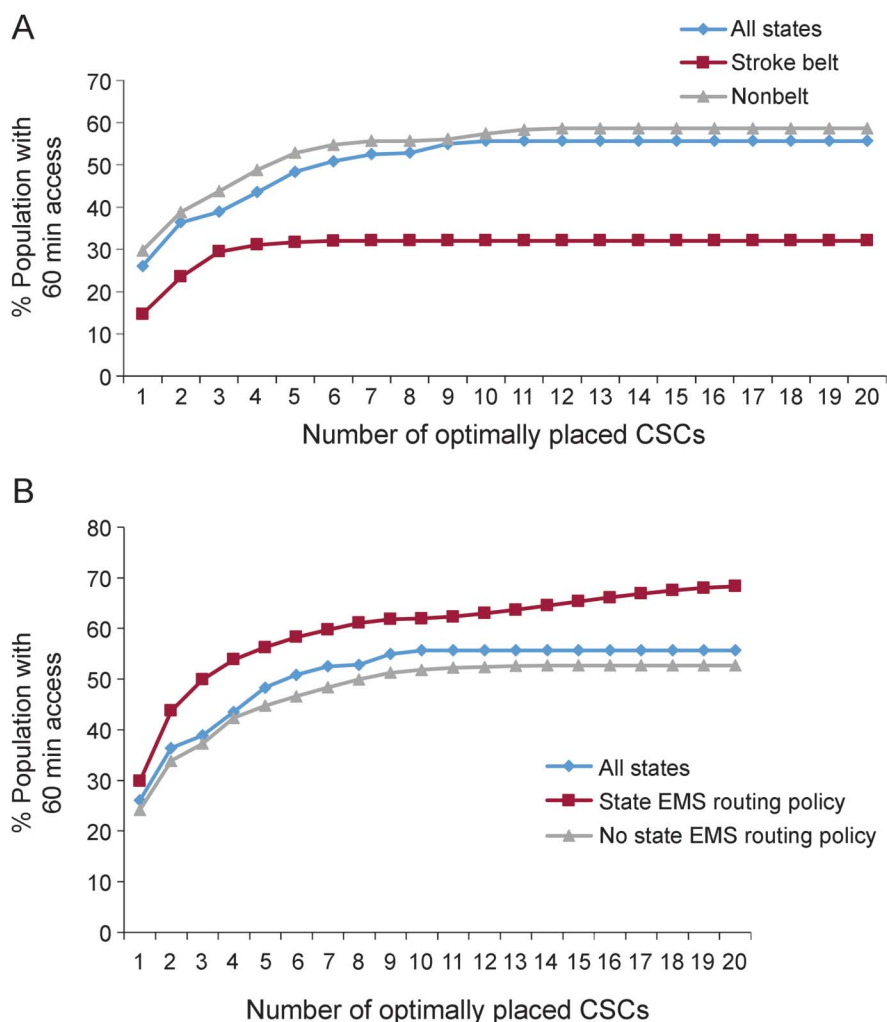 A
All states
Stroke belt
Nonbelt
% Population with
60 min access
70
60
50
40
30
20
10
0
1 2 3 4 5 6 7 8 9 10 11 12 13 14 15 16 17 18 19 20
Number of optimally placed CSCs
B
% Population with
60 min access
80
70
60
50
40
30
20
10
0
All states
State EMS routing policy
No state EMS routing policy
1 2 3 4 5 6 7 8 9 10 11 12 13 14 15 16 17 18 19 20
Number of optimally placed CSCs